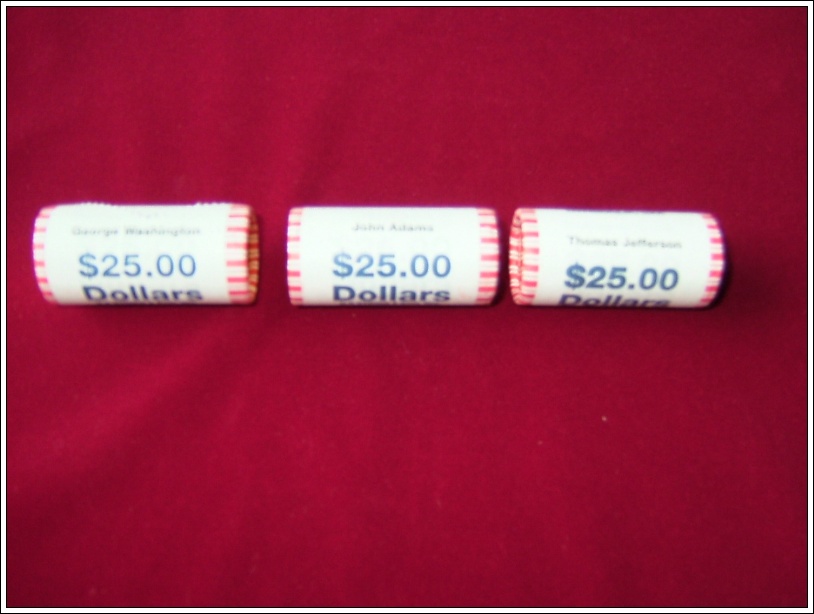 George Washington
$25.00
Dollars
John Adams
$25.00
Dollars
Thomas Jefferson
$25.00
Dollars